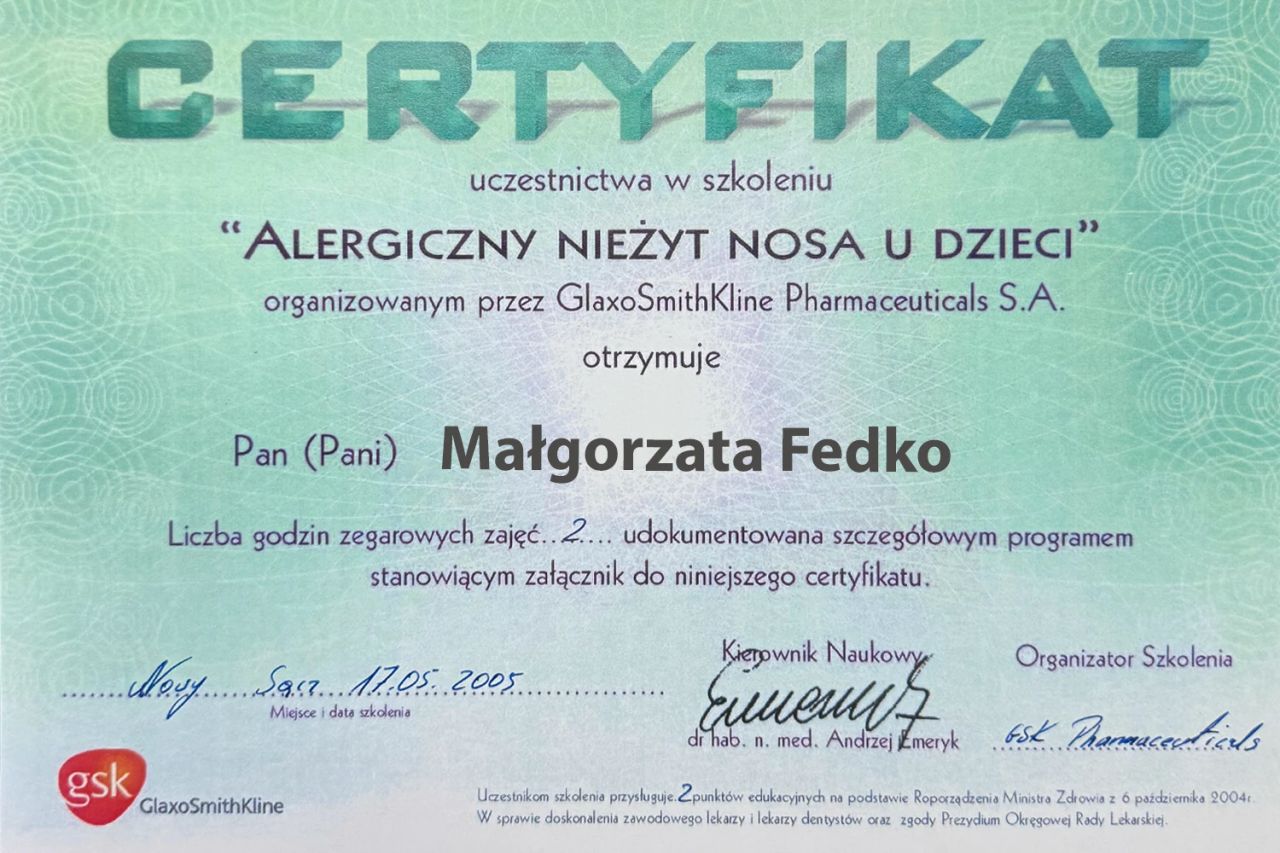 CERTYFIKAT
uczestnictwa w szkoleniu
“ALERGICZNY NIEŻYT NOSA U DZIECI”
organizowanym przez GlaxoSmithKline Pharmaceuticals S.A.
otrzymuje
Pan (Pani) Małgorzata Fedko
Liczba godzin zegarowych zajęć..2.... udokumentowana szczegółowym programem
stanowiącym załącznik do niniejszego certyfikatu.
Kierownik Naukowy
Organizator Szkolenia
Nowy Sącz 17.05. 2005
Miejsce i data szkolenia
dr hab. n. med. Andrzej Emeryk
GSK Pharmaceuticals
gsk
GlaxoSmithKline
Uczestnikom szkolenia przysługuje.2punktów edukacyjnych na podstawie Roporządzenia Ministra Zdrowia z 6 października 2004r.
W sprawie doskonalenia zawodowego lekarzy i lekarzy dentystów oraz zgody Prezydium Okręgowej Rady Lekarskiej.